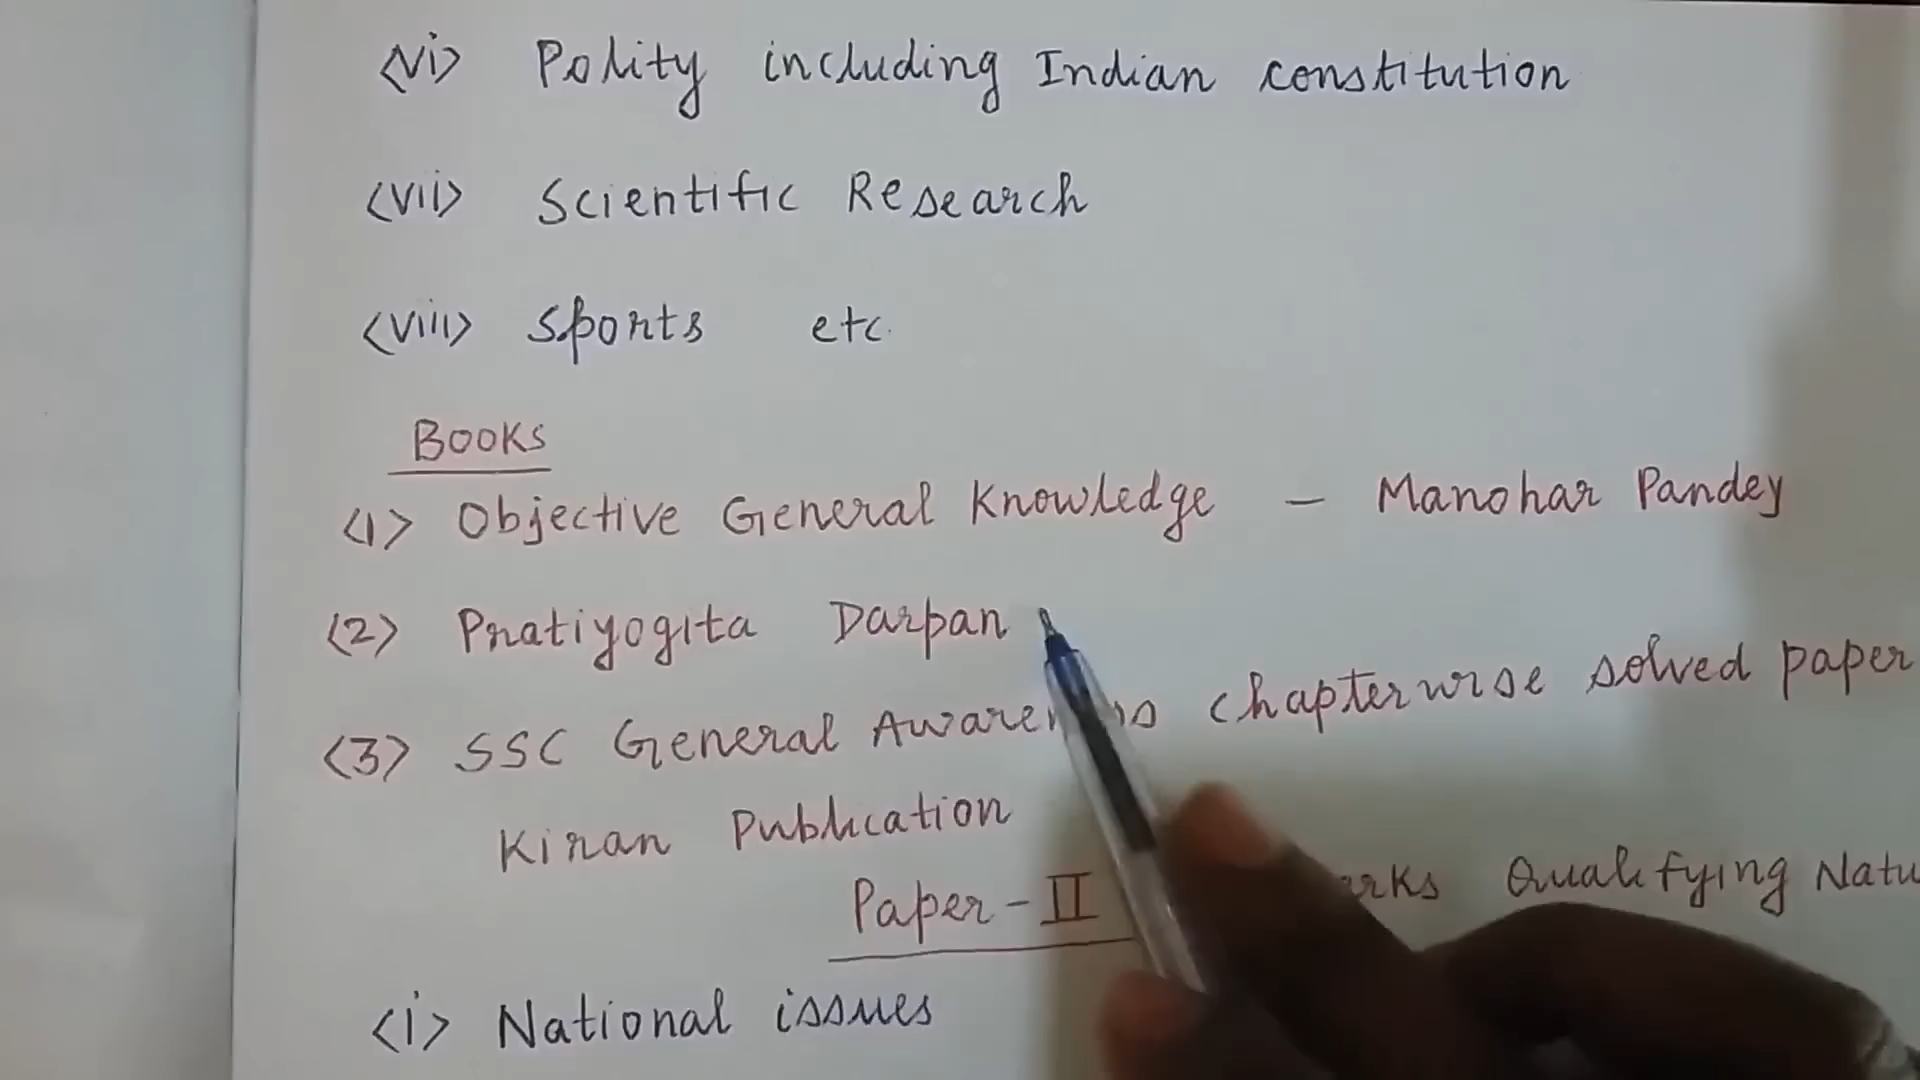 <vi> Polity including Indian constitution
<vii> Scientific Research
<viii> Sports etc.
Books
<1> Objective General Knowledge – Manohar Pandey
<2> Pratiyogita Darpan
<3> SSC General Awareness chapterwise solved paper
Kiran Publication
Paper - II Qualifying
<i> National issues